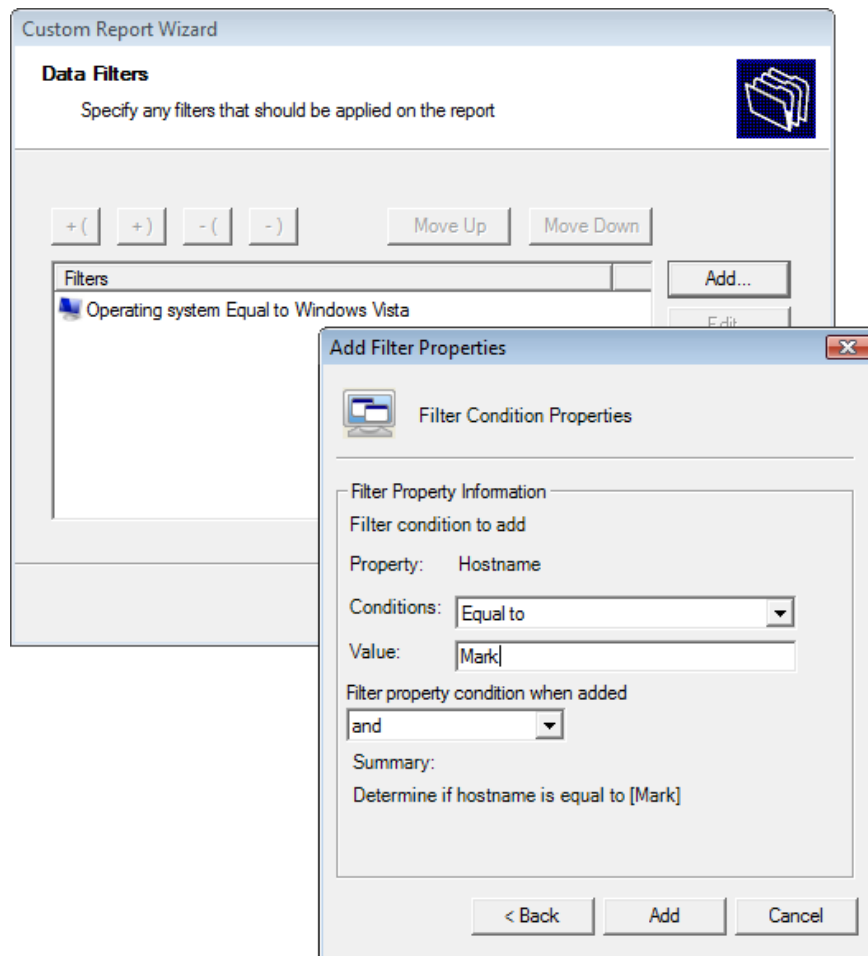 Custom Report Wizard
Data Filters
Specify any filters that should be applied on the report
+ ( + ) - ( - ) Move Up Move Down
Filters Add...
Operating system Equal to Windows Vista
Edit...
Add Filter Properties
Filter Condition Properties
Filter Property Information
Filter condition to add
Property: Hostname
Conditions: Equal to
Value: Mark
Filter property condition when added
and
Summary:
Determine if hostname is equal to [Mark]
< Back Add Cancel